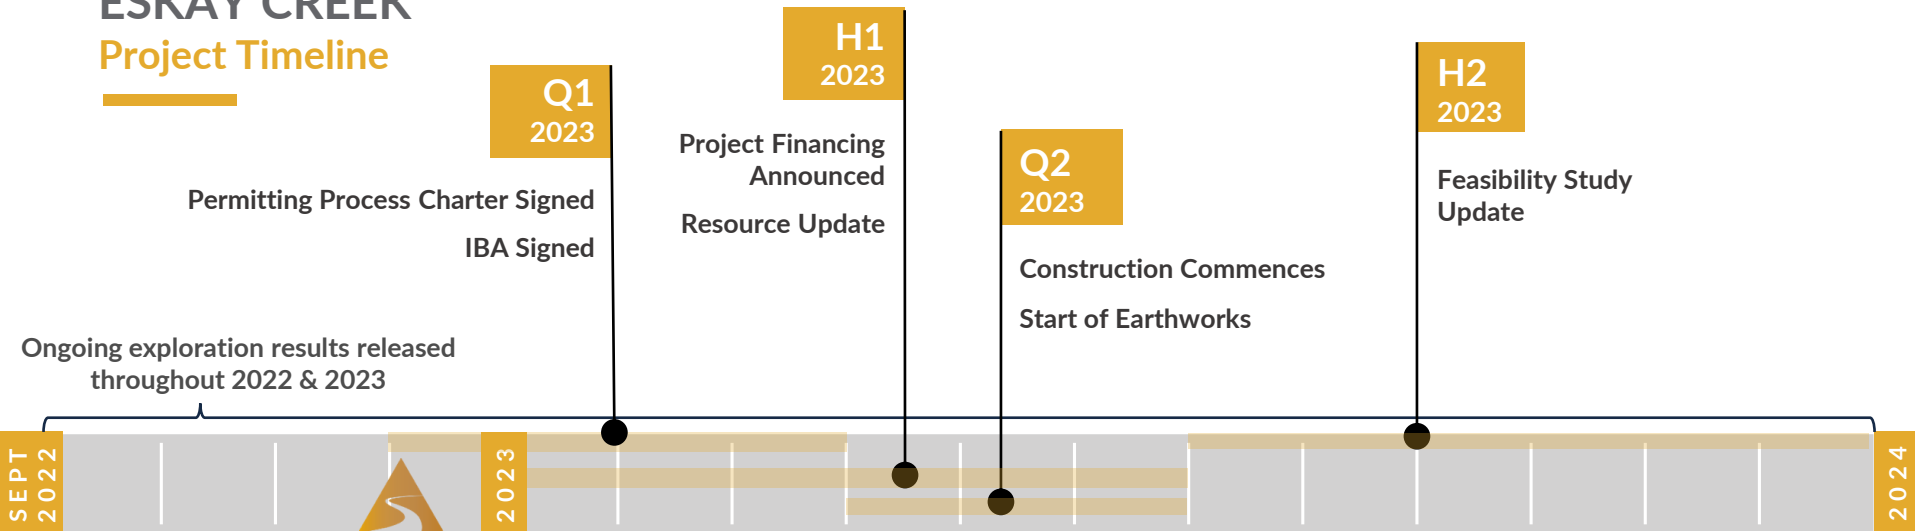 ESKAY CREEK
Project Timeline
Q1
2023
Permitting Process Charter Signed
IBA Signed
H1
2023
Project Financing
Announced
Resource Update
Q2
2023
Construction Commences
Start of Earthworks
H2
2023
Feasibility Study
Update
Ongoing exploration results released
throughout 2022 & 2023
SEPT
2022
2023
2024